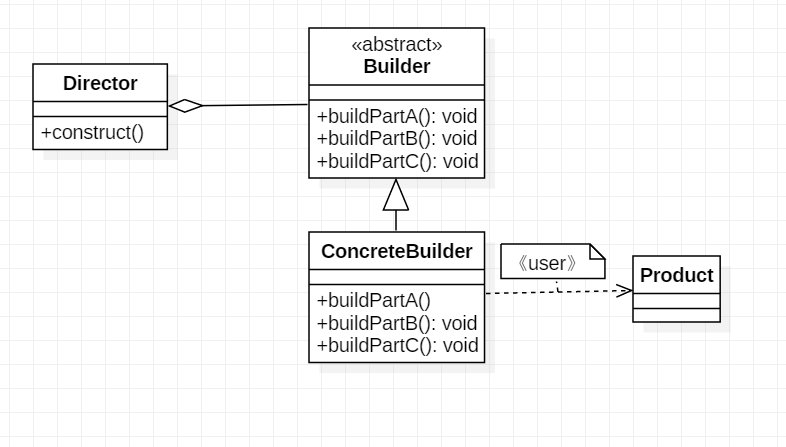 Director
+construct()
«abstract»
Builder
+buildPartA(): void
+buildPartB(): void
+buildPartC(): void
ConcreteBuilder
+buildPartA()
+buildPartB(): void
+buildPartC(): void
《user》
Product